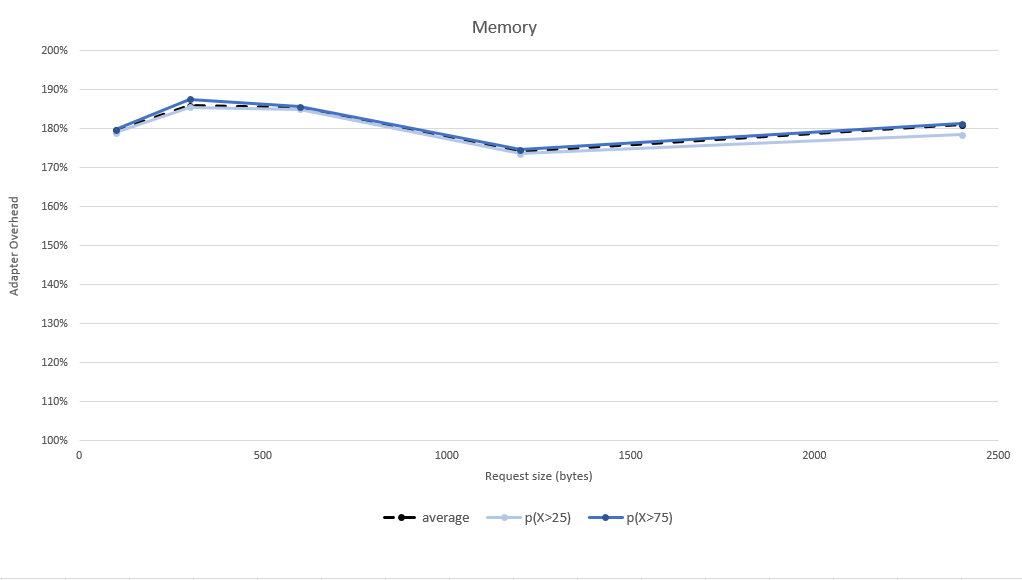 Memory
200%
190%
180%
170%
160%
150%
140%
130%
120%
110%
100%
Adapter Overhead
0 500 1000 1500 2000 2500
Request size (bytes)
average p(X>25) p(X>75)